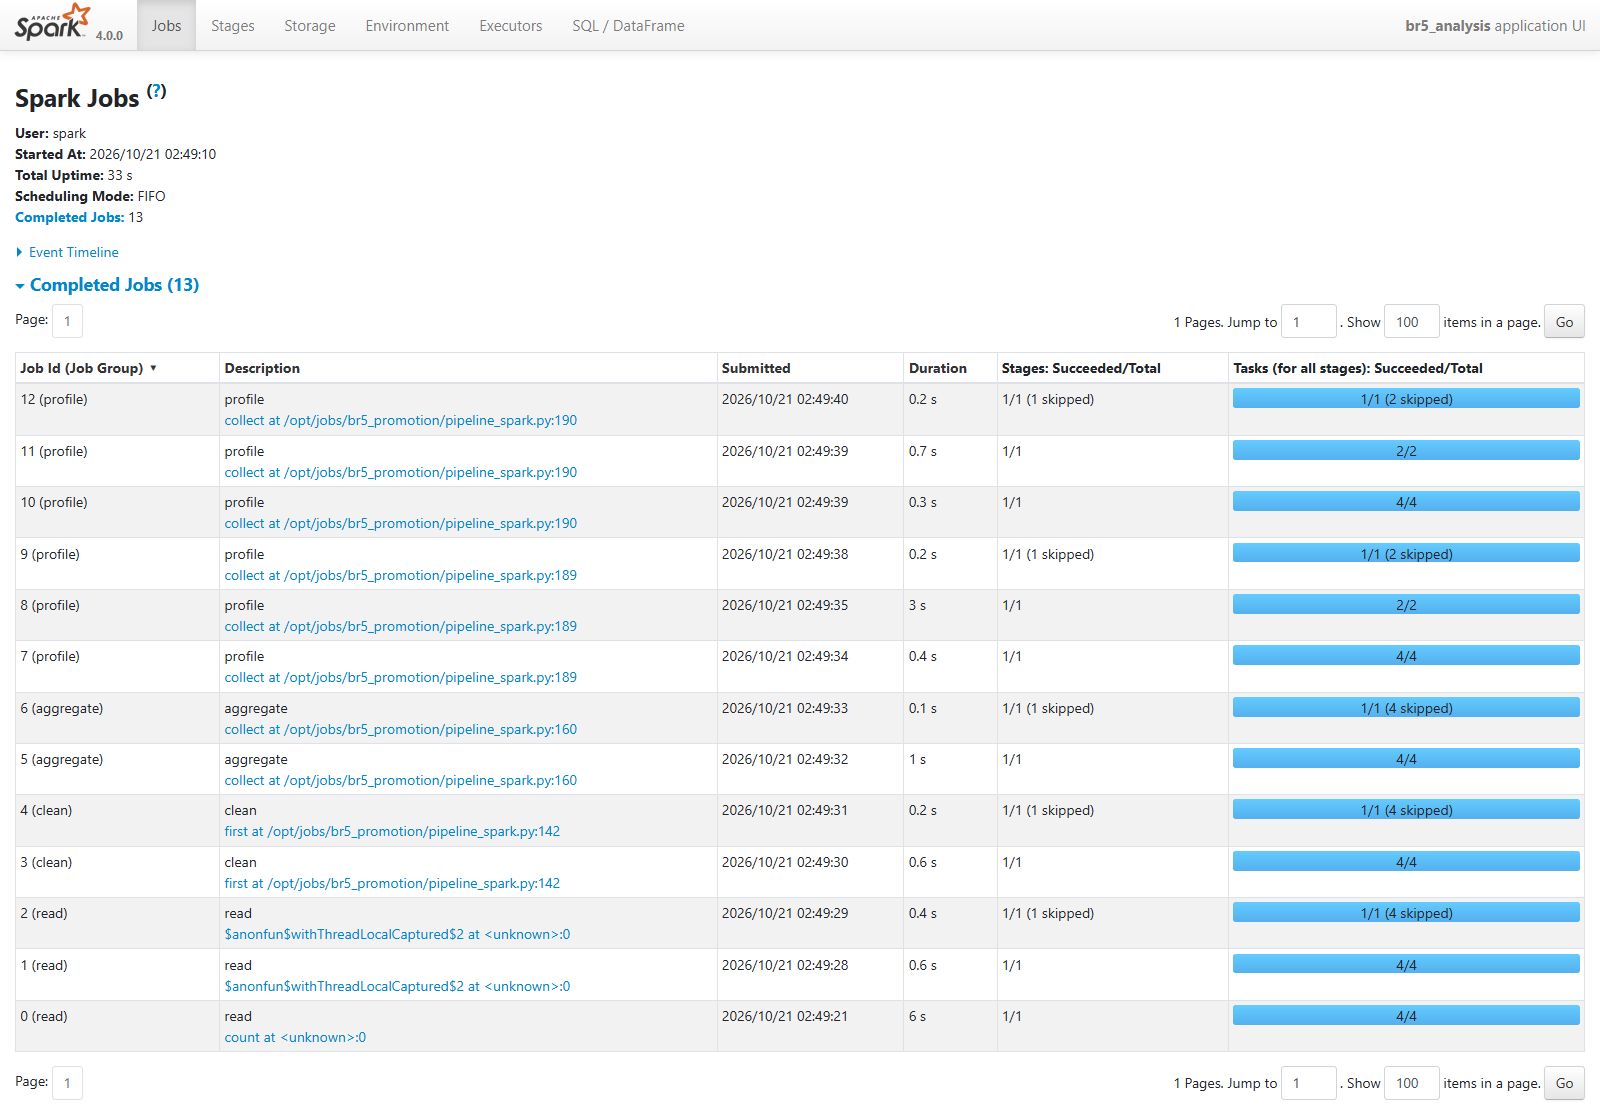 APACHE Spark 4.0.0 Jobs Stages Storage Environment Executors SQL / DataFrame br5_analysis application UI
Spark Jobs (?)
User: spark
Started At: 2026/10/21 02:49:10
Total Uptime: 33 s
Scheduling Mode: FIFO
Completed Jobs: 13
Event Timeline
Completed Jobs (13)
Page: 1 1 Pages. Jump to 1 . Show 100 items in a page. Go
Job Id (Job Group) ▾ Description Submitted Duration Stages: Succeeded/Total Tasks (for all stages): Succeeded/Total
12 (profile) profile 2026/10/21 02:49:40 0.2 s 1/1 (1 skipped) 1/1 (2 skipped)
collect at /opt/jobs/br5_promotion/pipeline_spark.py:190
11 (profile) profile 2026/10/21 02:49:39 0.7 s 1/1 2/2
collect at /opt/jobs/br5_promotion/pipeline_spark.py:190
10 (profile) profile 2026/10/21 02:49:39 0.3 s 1/1 4/4
collect at /opt/jobs/br5_promotion/pipeline_spark.py:190
9 (profile) profile 2026/10/21 02:49:38 0.2 s 1/1 (1 skipped) 1/1 (2 skipped)
collect at /opt/jobs/br5_promotion/pipeline_spark.py:189
8 (profile) profile 2026/10/21 02:49:35 3 s 1/1 2/2
collect at /opt/jobs/br5_promotion/pipeline_spark.py:189
7 (profile) profile 2026/10/21 02:49:34 0.4 s 1/1 4/4
collect at /opt/jobs/br5_promotion/pipeline_spark.py:189
6 (aggregate) aggregate 2026/10/21 02:49:33 0.1 s 1/1 (1 skipped) 1/1 (4 skipped)
collect at /opt/jobs/br5_promotion/pipeline_spark.py:160
5 (aggregate) aggregate 2026/10/21 02:49:32 1 s 1/1 4/4
collect at /opt/jobs/br5_promotion/pipeline_spark.py:160
4 (clean) clean 2026/10/21 02:49:31 0.2 s 1/1 (1 skipped) 1/1 (4 skipped)
first at /opt/jobs/br5_promotion/pipeline_spark.py:142
3 (clean) clean 2026/10/21 02:49:30 0.6 s 1/1 4/4
first at /opt/jobs/br5_promotion/pipeline_spark.py:142
2 (read) read 2026/10/21 02:49:29 0.4 s 1/1 (1 skipped) 1/1 (4 skipped)
$anonfun$withThreadLocalCaptured$2 at <unknown>:0
1 (read) read 2026/10/21 02:49:28 0.6 s 1/1 4/4
$anonfun$withThreadLocalCaptured$2 at <unknown>:0
0 (read) read 2026/10/21 02:49:21 6 s 1/1 4/4
count at <unknown>:0
Page: 1 1 Pages. Jump to 1 . Show 100 items in a page. Go